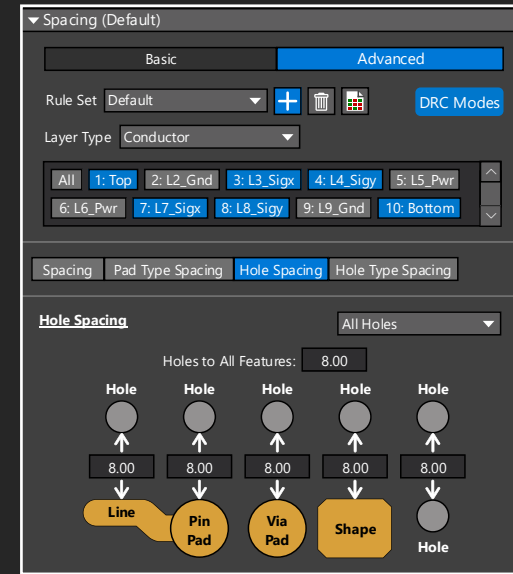 Spacing (Default)
Basic Advanced
Rule Set Default DRC Modes
Layer Type Conductor
All 1: Top 2: L2_Gnd 3: L3_Sigx 4: L4_Sigy 5: L5_Pwr
6: L6_Pwr 7: L7_Sigx 8: L8_Sigy 9: L9_Gnd 10: Bottom
Spacing Pad Type Spacing Hole Spacing Hole Type Spacing
Hole Spacing All Holes
Holes to All Features: 8.00
Hole Hole Hole Hole Hole
8.00 8.00 8.00 8.00 8.00
Line
Pin
Pad
Via
Pad
Shape
Hole